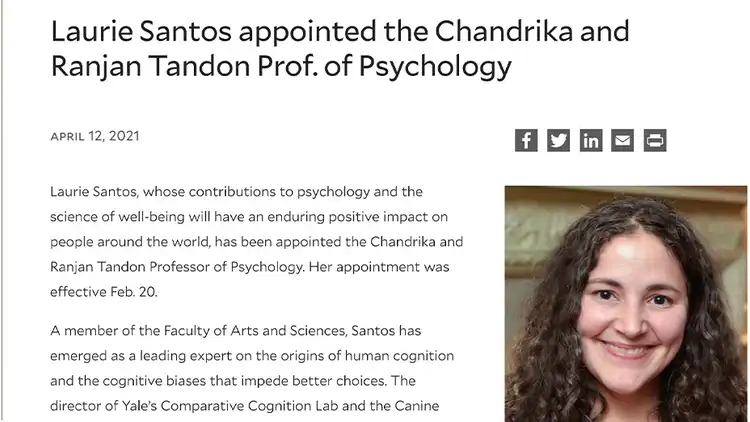 Laurie Santos appointed the Chandrika and
Ranjan Tandon Prof. of Psychology
APRIL 12, 2021
Laurie Santos, whose contributions to psychology and the
science of well-being will have an enduring positive impact on
people around the world, has been appointed the Chandrika and
Ranjan Tandon Professor of Psychology. Her appointment was
effective Feb. 20.
A member of the Faculty of Arts and Sciences, Santos has
emerged as a leading expert on the origins of human cognition
and the cognitive biases that impede better choices. The
director of Yale’s Comparative Cognition Lab and the Canine